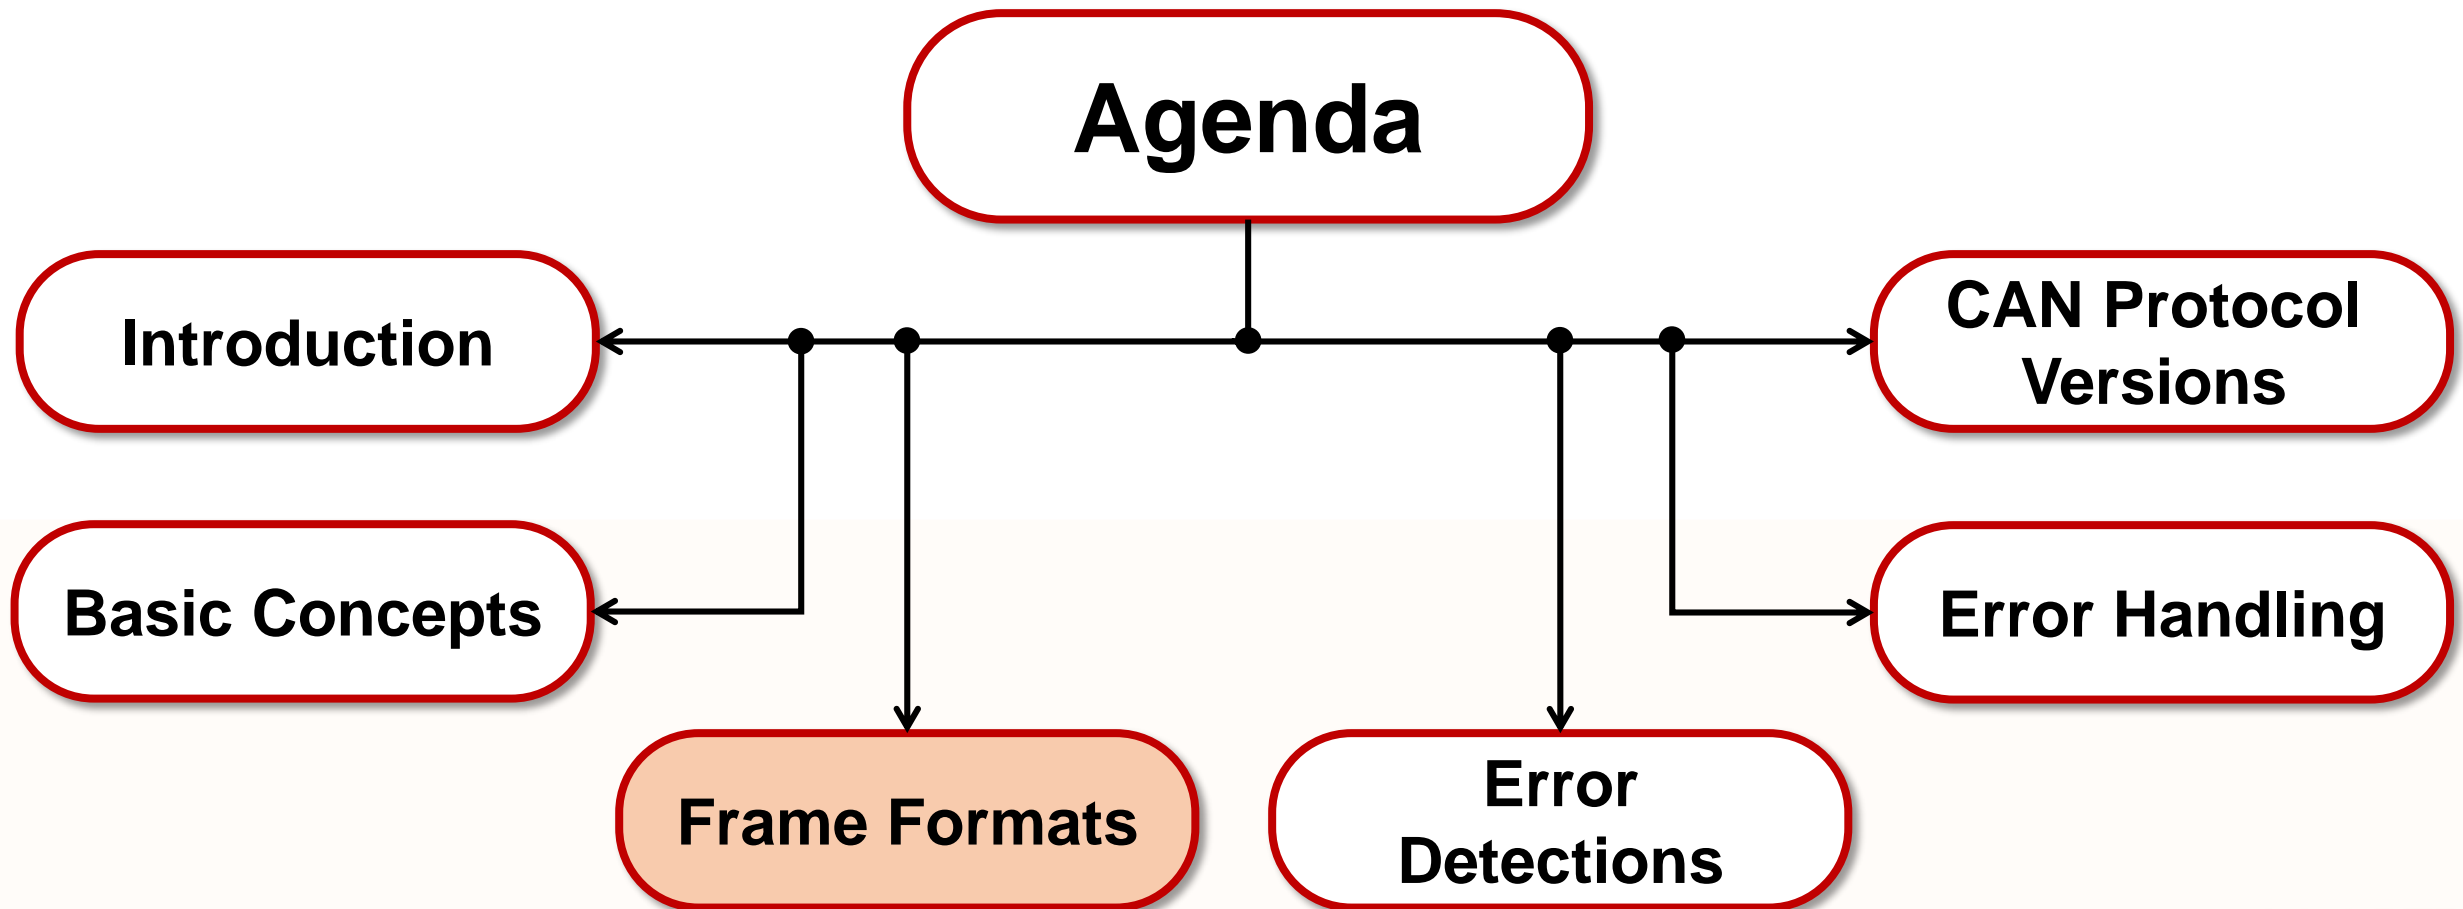 Agenda
Introduction
CAN Protocol
Versions
Basic Concepts
Error Handling
Frame Formats
Error
Detections